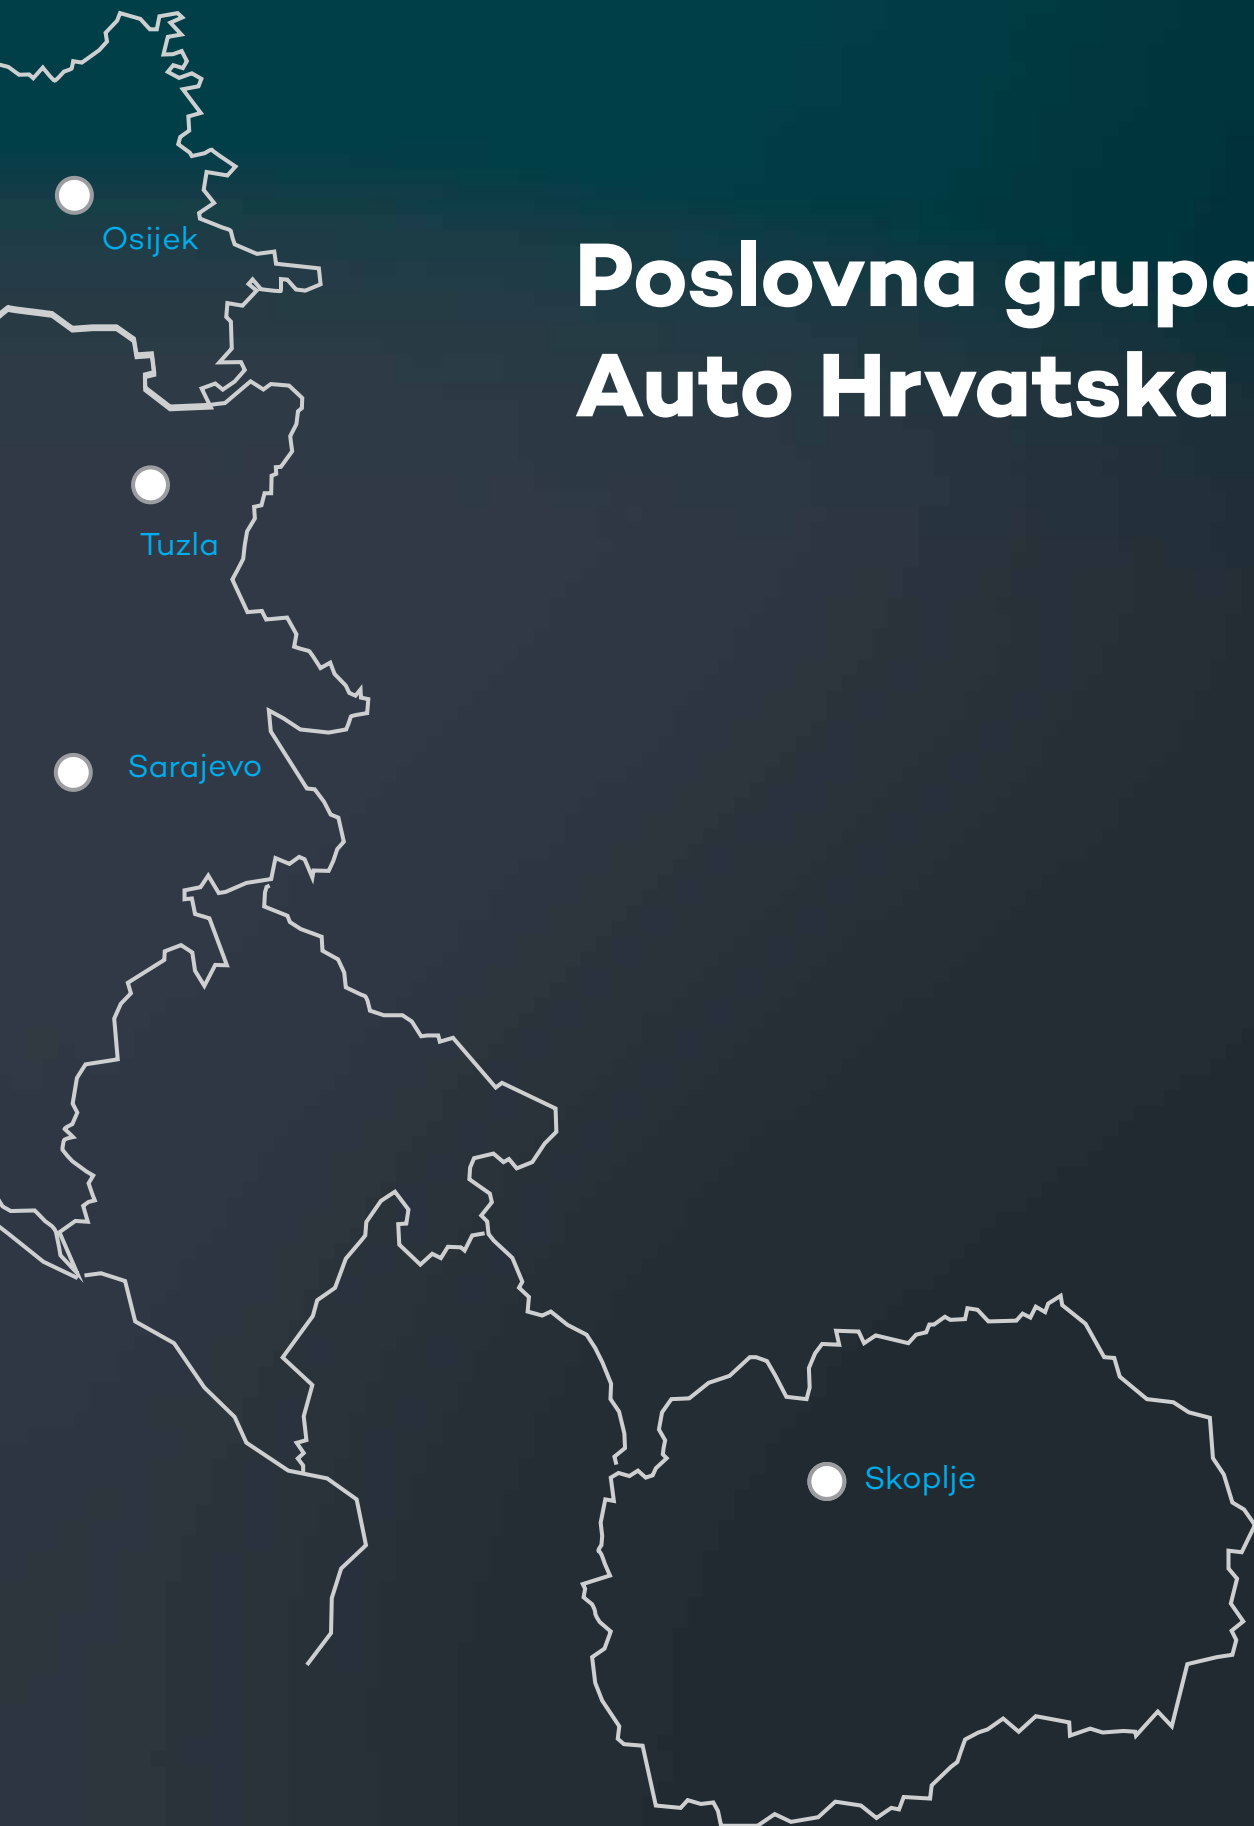 Osijek
Poslovna grupa
Auto Hrvatska
Tuzla
Sarajevo
Skoplje